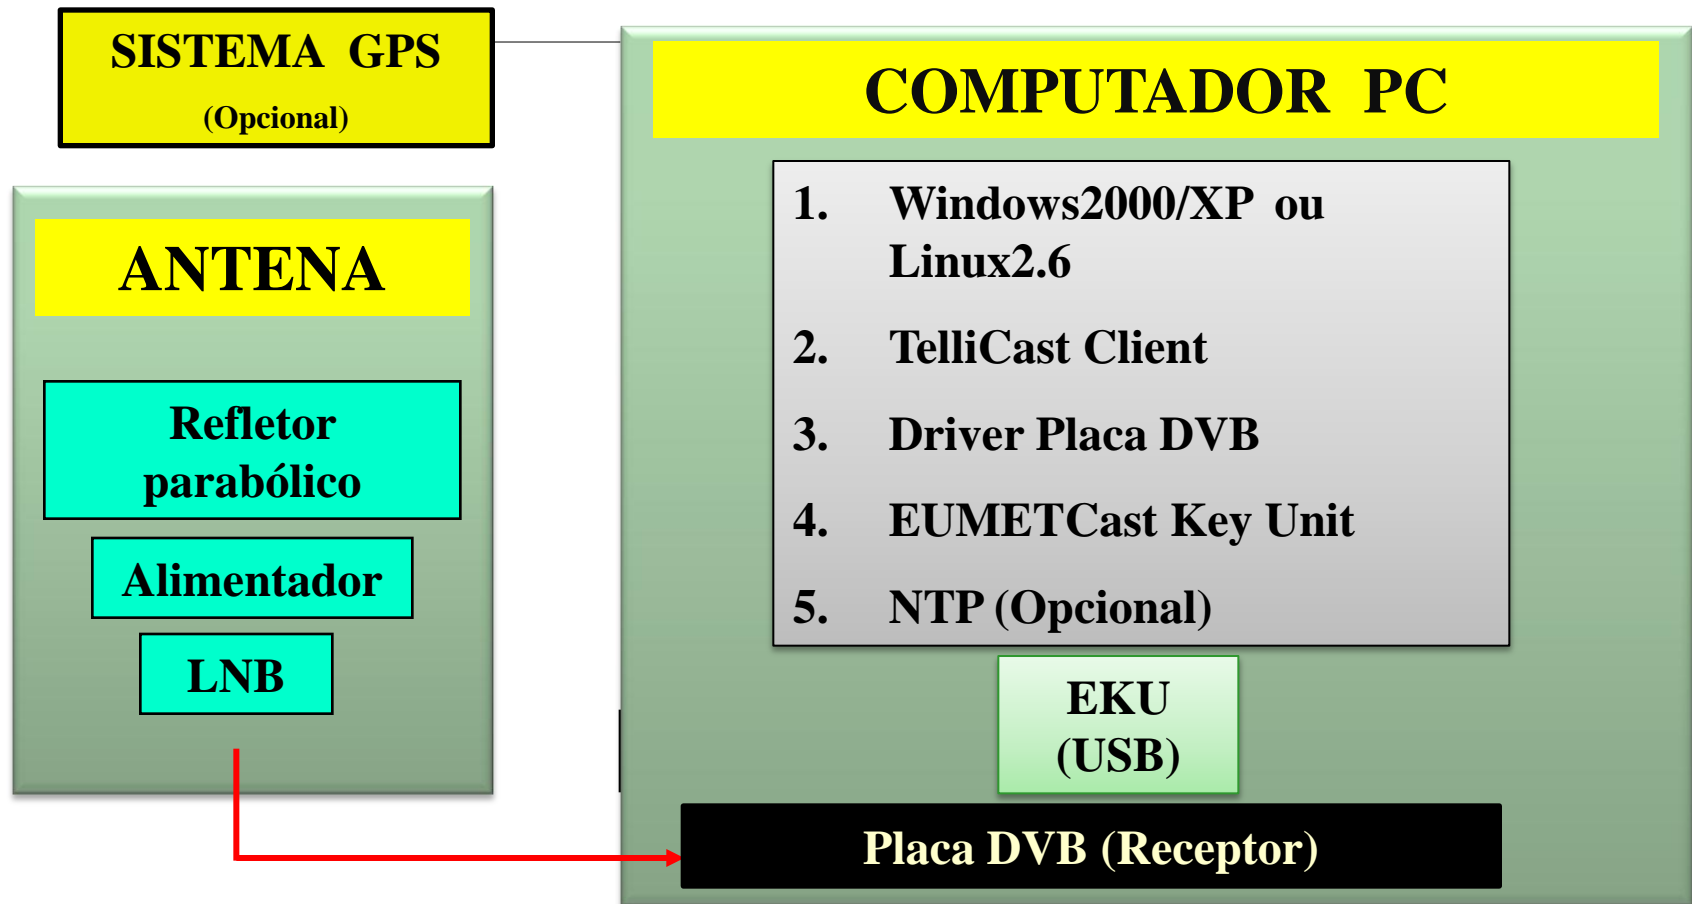 SISTEMA GPS
(Opcional)
ANTENA
Refletor
parabólico
Alimentador
LNB
COMPUTADOR PC
1. Windows2000/XP ou
Linux2.6
2. TelliCast Client
3. Driver Placa DVB
4. EUMETCast Key Unit
5. NTP (Opcional)
EKU
(USB)
Placa DVB (Receptor)